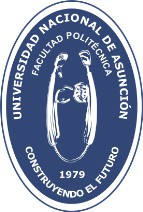 UNIVERSIDAD NACIONAL DE ASUNCIÓN
FACULTAD POLITÉCNICA
1979
CONSTRUYENDO EL FUTURO